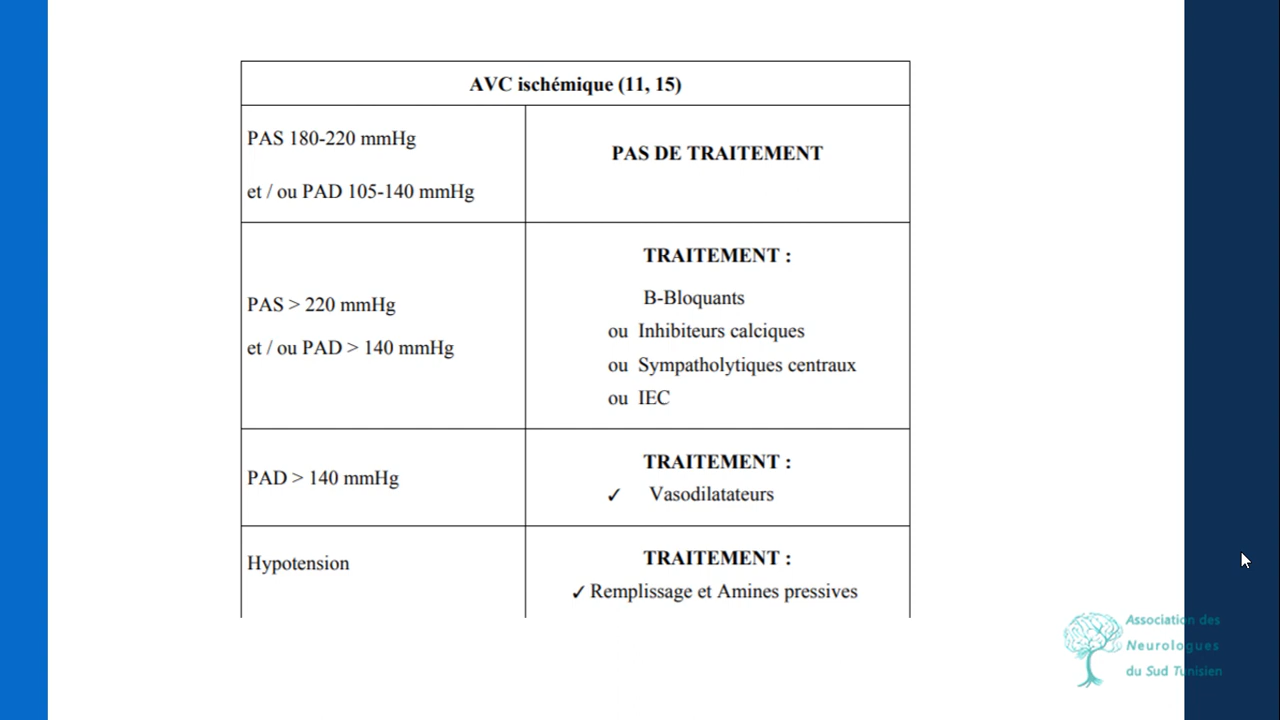 AVC ischémique (11, 15)
PAS 180-220 mmHg
et / ou PAD 105-140 mmHg
PAS DE TRAITEMENT
PAS > 220 mmHg
et / ou PAD > 140 mmHg
TRAITEMENT :
B-Bloquants
ou Inhibiteurs calciques
ou Sympatholytiques centraux
ou IEC
PAD > 140 mmHg
TRAITEMENT :
✓ Vasodilatateurs
Hypotension
TRAITEMENT :
✓ Remplissage et Amines pressives
Association des
Neurologues
du Sud Tunisien